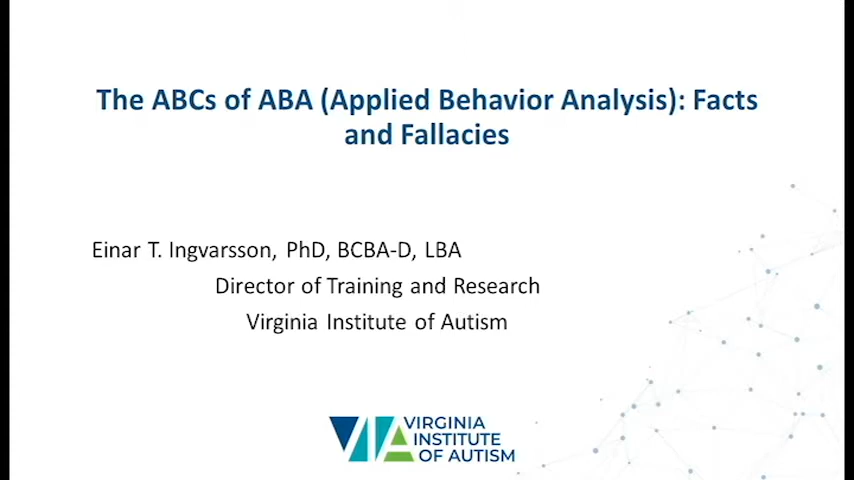 The ABCs of ABA (Applied Behavior Analysis): Facts
and Fallacies
Einar T. Ingvarsson, PhD, BCBA-D, LBA
Director of Training and Research
Virginia Institute of Autism
VIA VIRGINIA
INSTITUTE
OF AUTISM